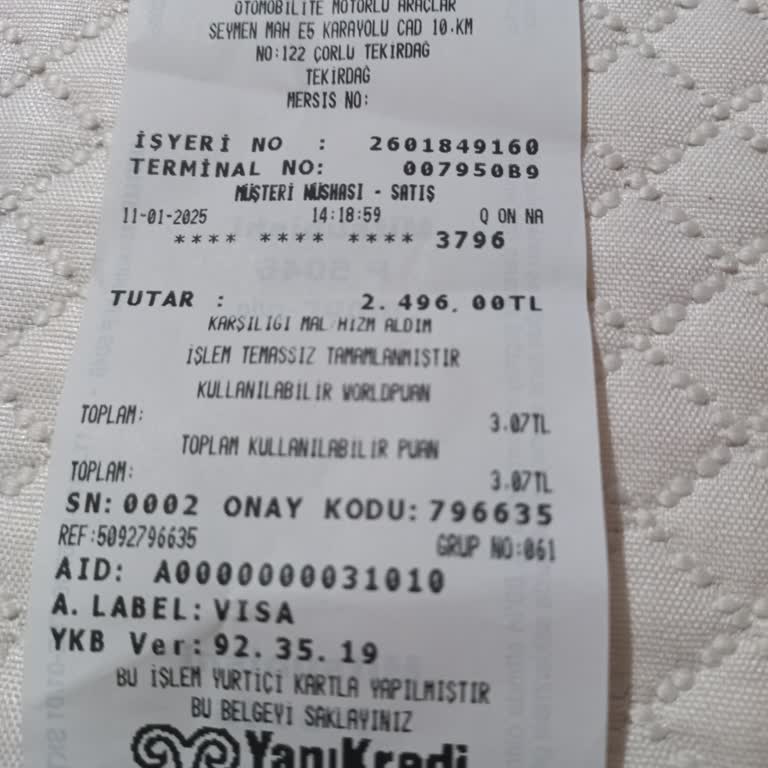 OTOMOBİLİTE MOTORLU ARAÇLAR
SEYMEN MAH E5 KARAYOLU CAD 10.KM
NO:122 ÇORLU TEKİRDAĞ
TEKİRDAĞ
MERSIS NO:
İŞYERİ NO : 2601849160
TERMİNAL NO: 007950B9
MÜŞTERİ NÜSHASI - SATIŞ
11-01-2025 14:18:59 Q ON NA
**** **** **** 3796
TUTAR : 2.496,00TL
KARŞILIĞI MAL/HİZM ALDIM
İŞLEM TEMASSIZ TAMAMLANMIŞTIR
KULLANILABİLİR WORLDPUAN
TOPLAM: 3.07TL
TOPLAM KULLANILABİLİR PUAN
TOPLAM: 3.07TL
SN:0002 ONAY KODU:796635
REF:5092796635 GRUP NO:061
AID: A0000000031010
A. LABEL: VISA
YKB Ver:92.35.19
BU İŞLEM YURTİÇİ KARTLA YAPILMIŞTIR
BU BELGEYİ SAKLAYINIZ
YapıKredi